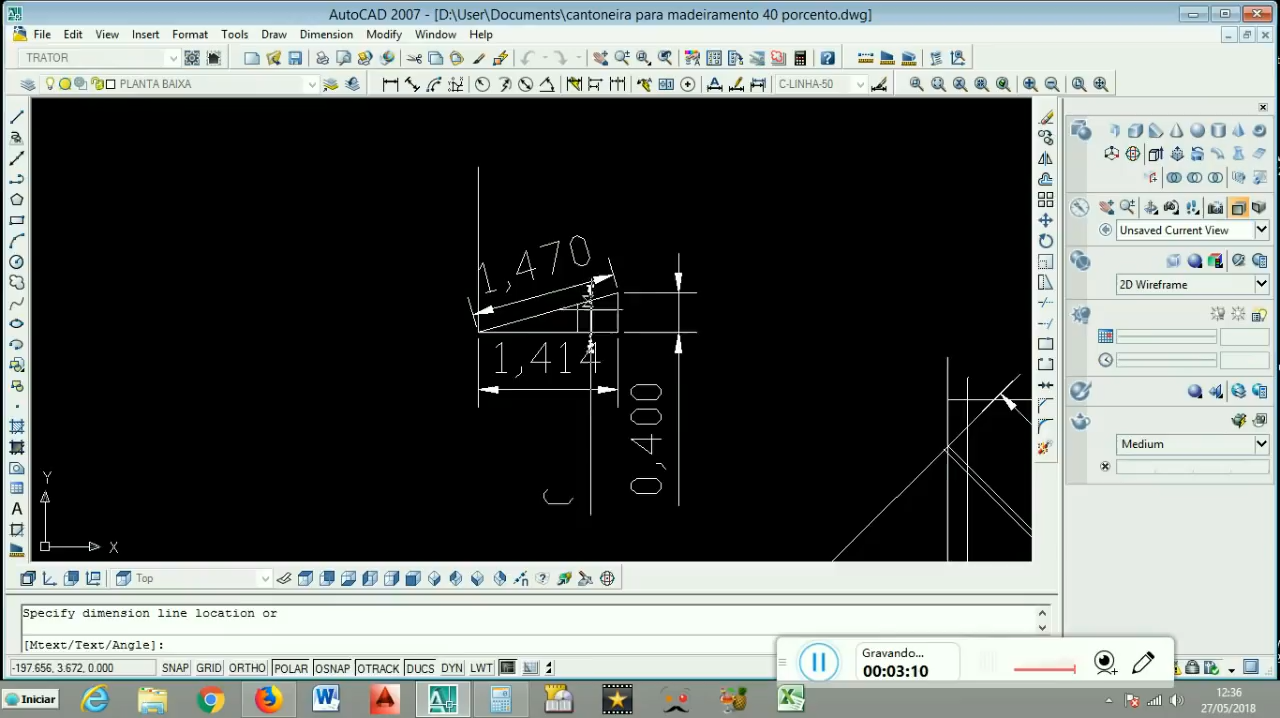 AutoCAD 2007 - [D:\User\Documents\cantoneira para madeiramento 40 porcento.dwg]
File Edit View Insert Format Tools Draw Dimension Modify Window Help
TRATOR
PLANTA BAIXA
C-LINHA-50
Unsaved Current View
2D Wireframe
Medium
1,470
1,414
0,400
Y
X
Top
Specify dimension line location or
[Mtext/Text/Angle]:
-197.656, 3.672, 0.000
SNAP GRID ORTHO POLAR OSNAP OTRACK DUCS DYN LWT
Gravando...
00:03:10
Iniciar
12:36
27/05/2018